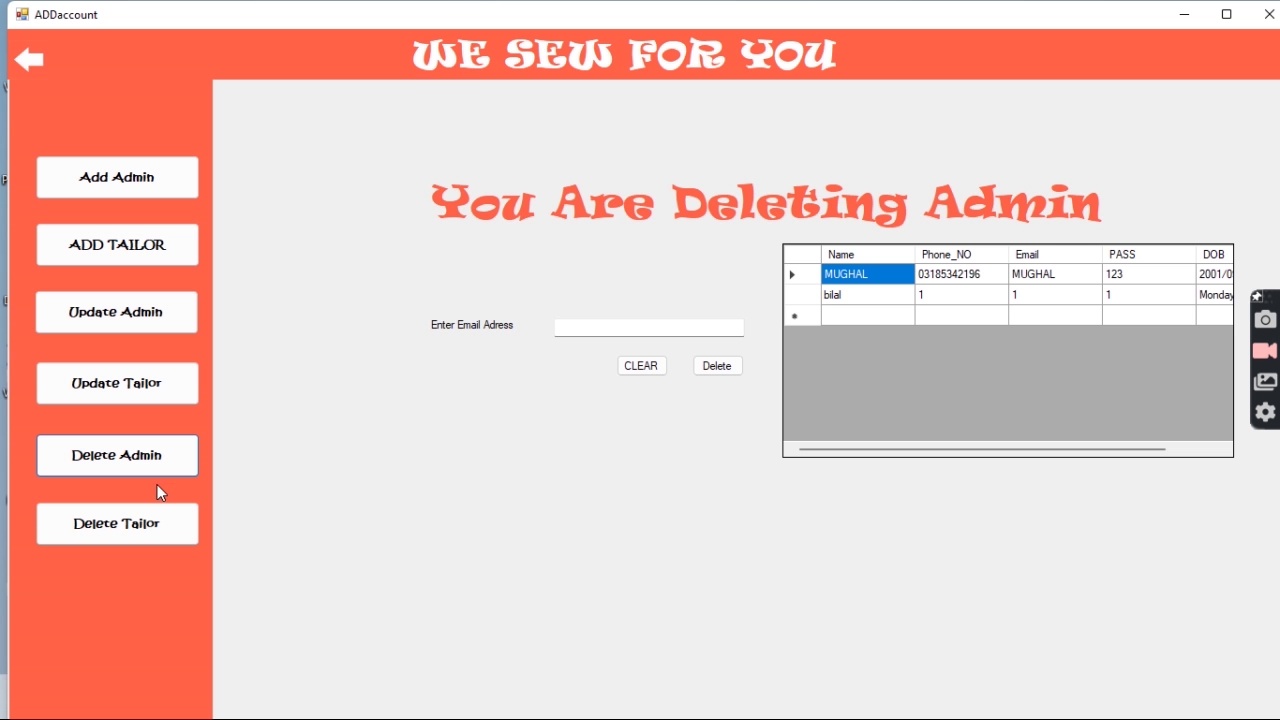 ADDaccount
WE SEW FOR YOU
Add Admin
ADD TAILOR
Update Admin
Update Tailor
Delete Admin
Delete Tailor
You Are Deleting Admin
Enter Email Adress
CLEAR Delete
Name Phone_NO Email PASS DOB
MUGHAL 03185342196 MUGHAL 123 2001/0
bilal 1 1 1 Monday